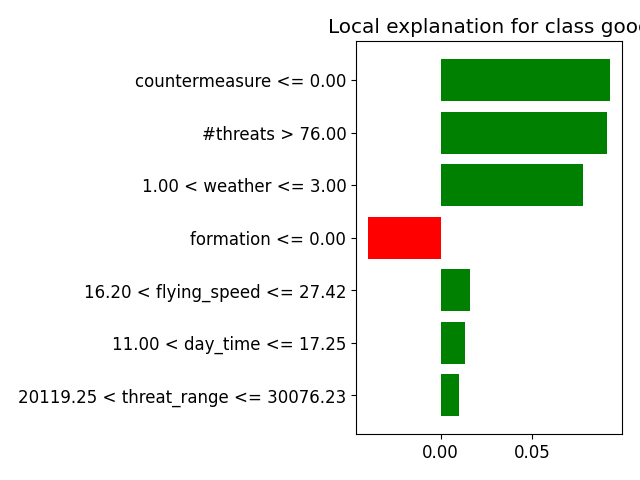 Local explanation for class goo
countermeasure <= 0.00
#threats > 76.00
1.00 < weather <= 3.00
formation <= 0.00
16.20 < flying_speed <= 27.42
11.00 < day_time <= 17.25
20119.25 < threat_range <= 30076.23
0.00 0.05